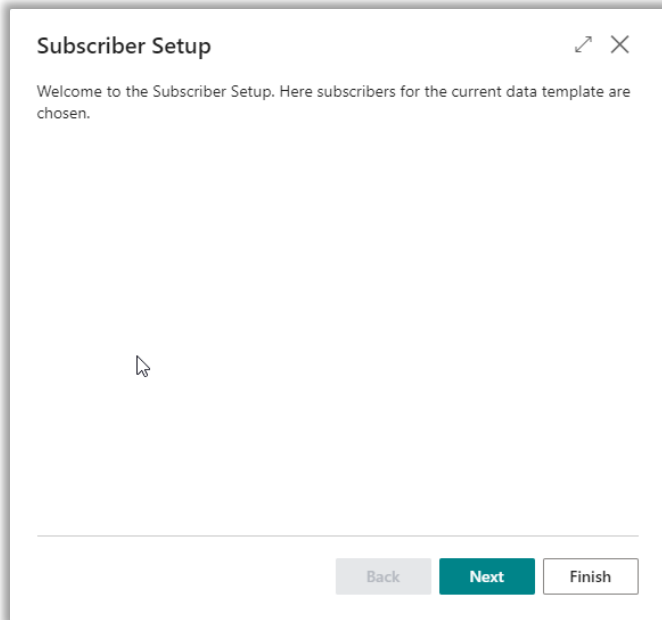 Subscriber Setup
Welcome to the Subscriber Setup. Here subscribers for the current data template are
chosen.
Back
Next
Finish